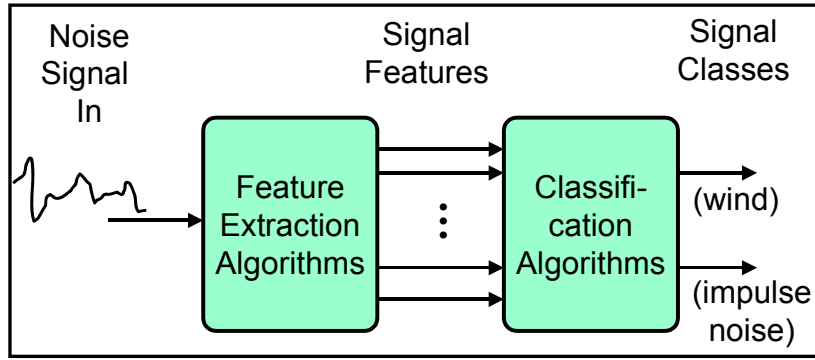 Noise
Signal
In
Signal
Features
Signal
Classes
Feature
Extraction
Algorithms
Classifi-
cation
Algorithms
(wind)
(impulse
noise)